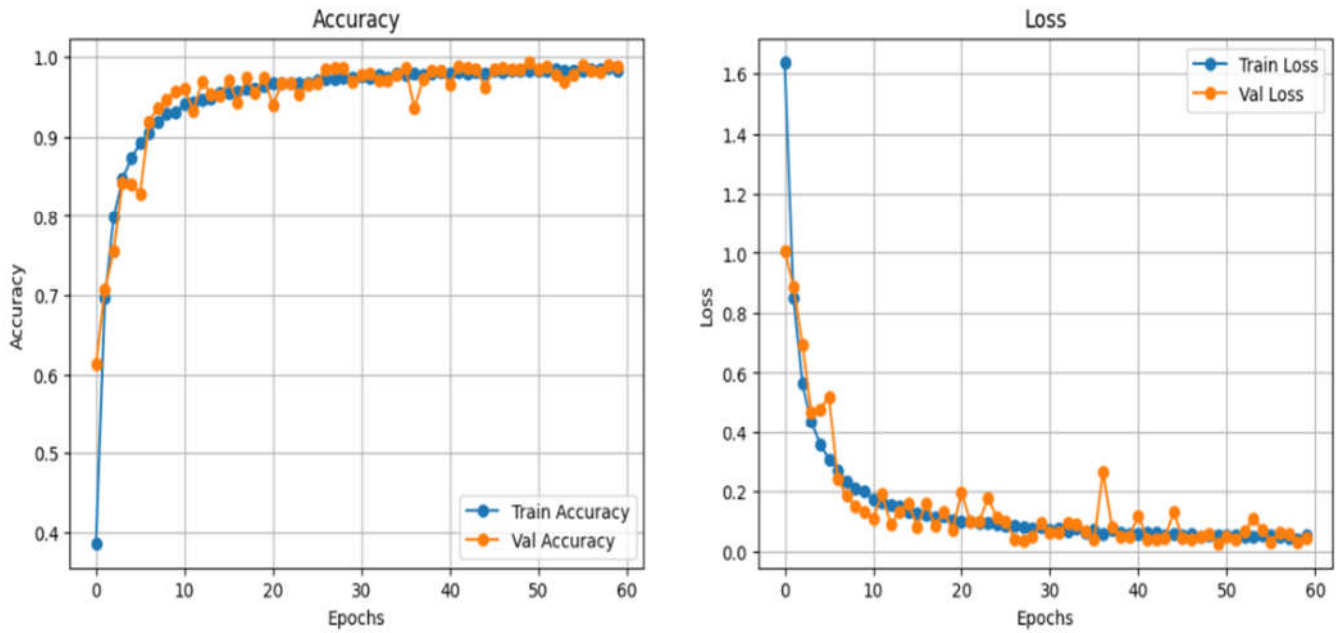 Accuracy
1.0
0.9
0.8
0.7
0.6
0.5
0.4
Accuracy
Train Accuracy
Val Accuracy
0 10 20 30 40 50 60
Epochs
Loss
1.6
1.4
1.2
1.0
0.8
0.6
0.4
0.2
0.0
Loss
Train Loss
Val Loss
0 10 20 30 40 50 60
Epochs